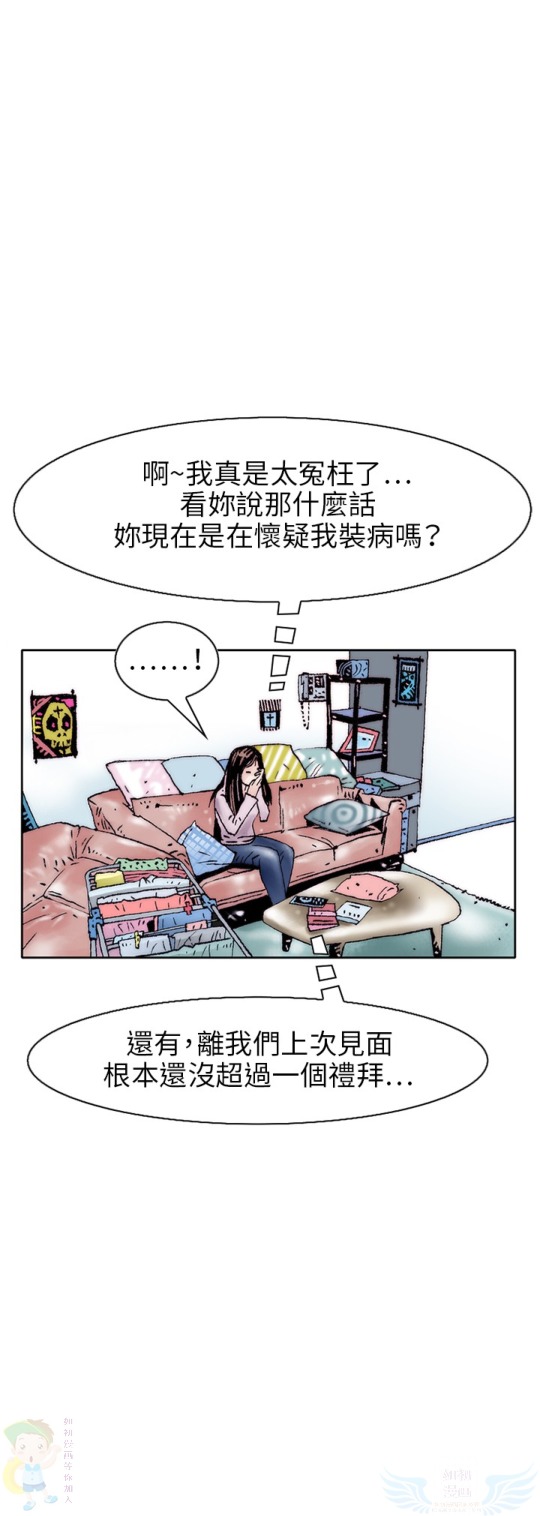 啊~我真是太冤枉了...
看妳說那什麼話
妳現在是在懷疑我裝病嗎?
......!
還有,離我們上次見面
根本還沒超過一個禮拜...